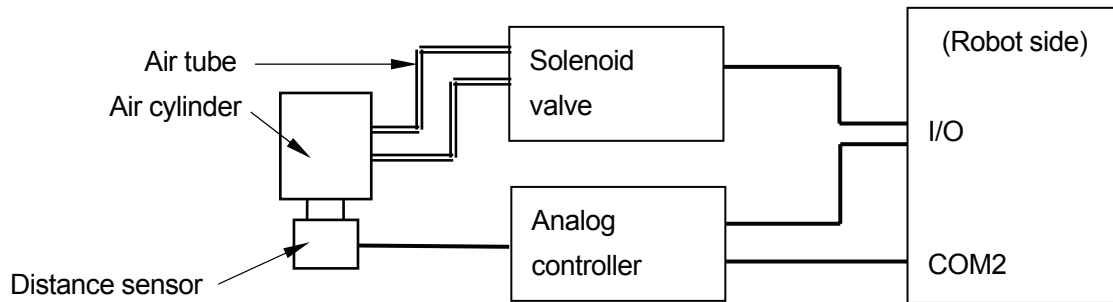 (Robot side)
Air tube
Solenoid
valve
Air cylinder
I/O
Analog
controller
COM2
Distance sensor